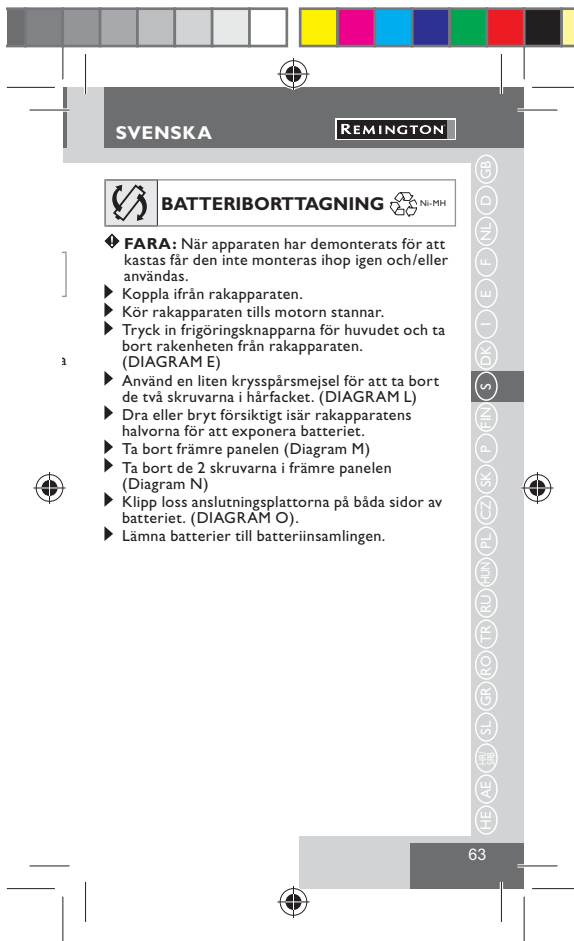 SVENSKA
REMINGTON
BATTERIBORTTAGNING
Ni-MH
FARA: När apparaten har demonterats för att
kastas får den inte monteras ihop igen och/eller
användas.
Koppla ifrån rakapparaten.
Kör rakapparaten tills motorn stannar.
Tryck in frigöringsknapparna för huvudet och ta
bort rakenheten från rakapparaten.
(DIAGRAM E)
Använd en liten krysspårsmejsel för att ta bort
de två skruvarna i hårfacket. (DIAGRAM L)
Dra eller bryt försiktigt isär rakapparatens
halvorna för att exponera batteriet.
Ta bort främre panelen (Diagram M)
Ta bort de 2 skruvarna i främre panelen
(Diagram N)
Klipp loss anslutningsplattorna på båda sidor av
batteriet. (DIAGRAM O).
Lämna batterier till batteriinsamlingen.
a
GB
D
NL
F
E
I
DK
S
FIN
P
SK
CZ
PL
HUN
RU
TR
RO
GR
SL
HR/
SRB
AE
HE
63